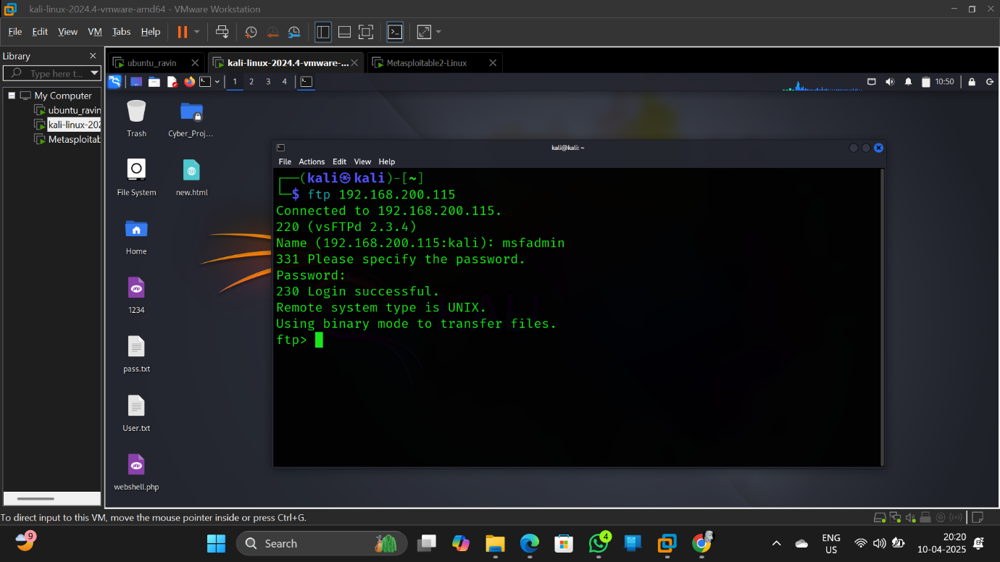 kali-linux-2024.4-vmware-amd64 - VMware Workstation
File Edit View VM Tabs Help
Library
Type here t...
My Computer
ubuntu_ravin
kali-linux-202
Metasploitab
ubuntu_ravin
kali-linux-2024.4-vmware-...
Metasploitable2-Linux
1 2 3 4
10:50
Trash
Cyber_Proj...
File System
new.html
Home
1234
pass.txt
User.txt
webshell.php
kali@kali: ~
File Actions Edit View Help
┌──(kali㉿kali)-[~]
└─$ ftp 192.168.200.115
Connected to 192.168.200.115.
220 (vsFTPd 2.3.4)
Name (192.168.200.115:kali): msfadmin
331 Please specify the password.
Password:
230 Login successful.
Remote system type is UNIX.
Using binary mode to transfer files.
ftp>
To direct input to this VM, move the mouse pointer inside or press Ctrl+G.
9
Search
4
ENG
US
20:20
10-04-2025